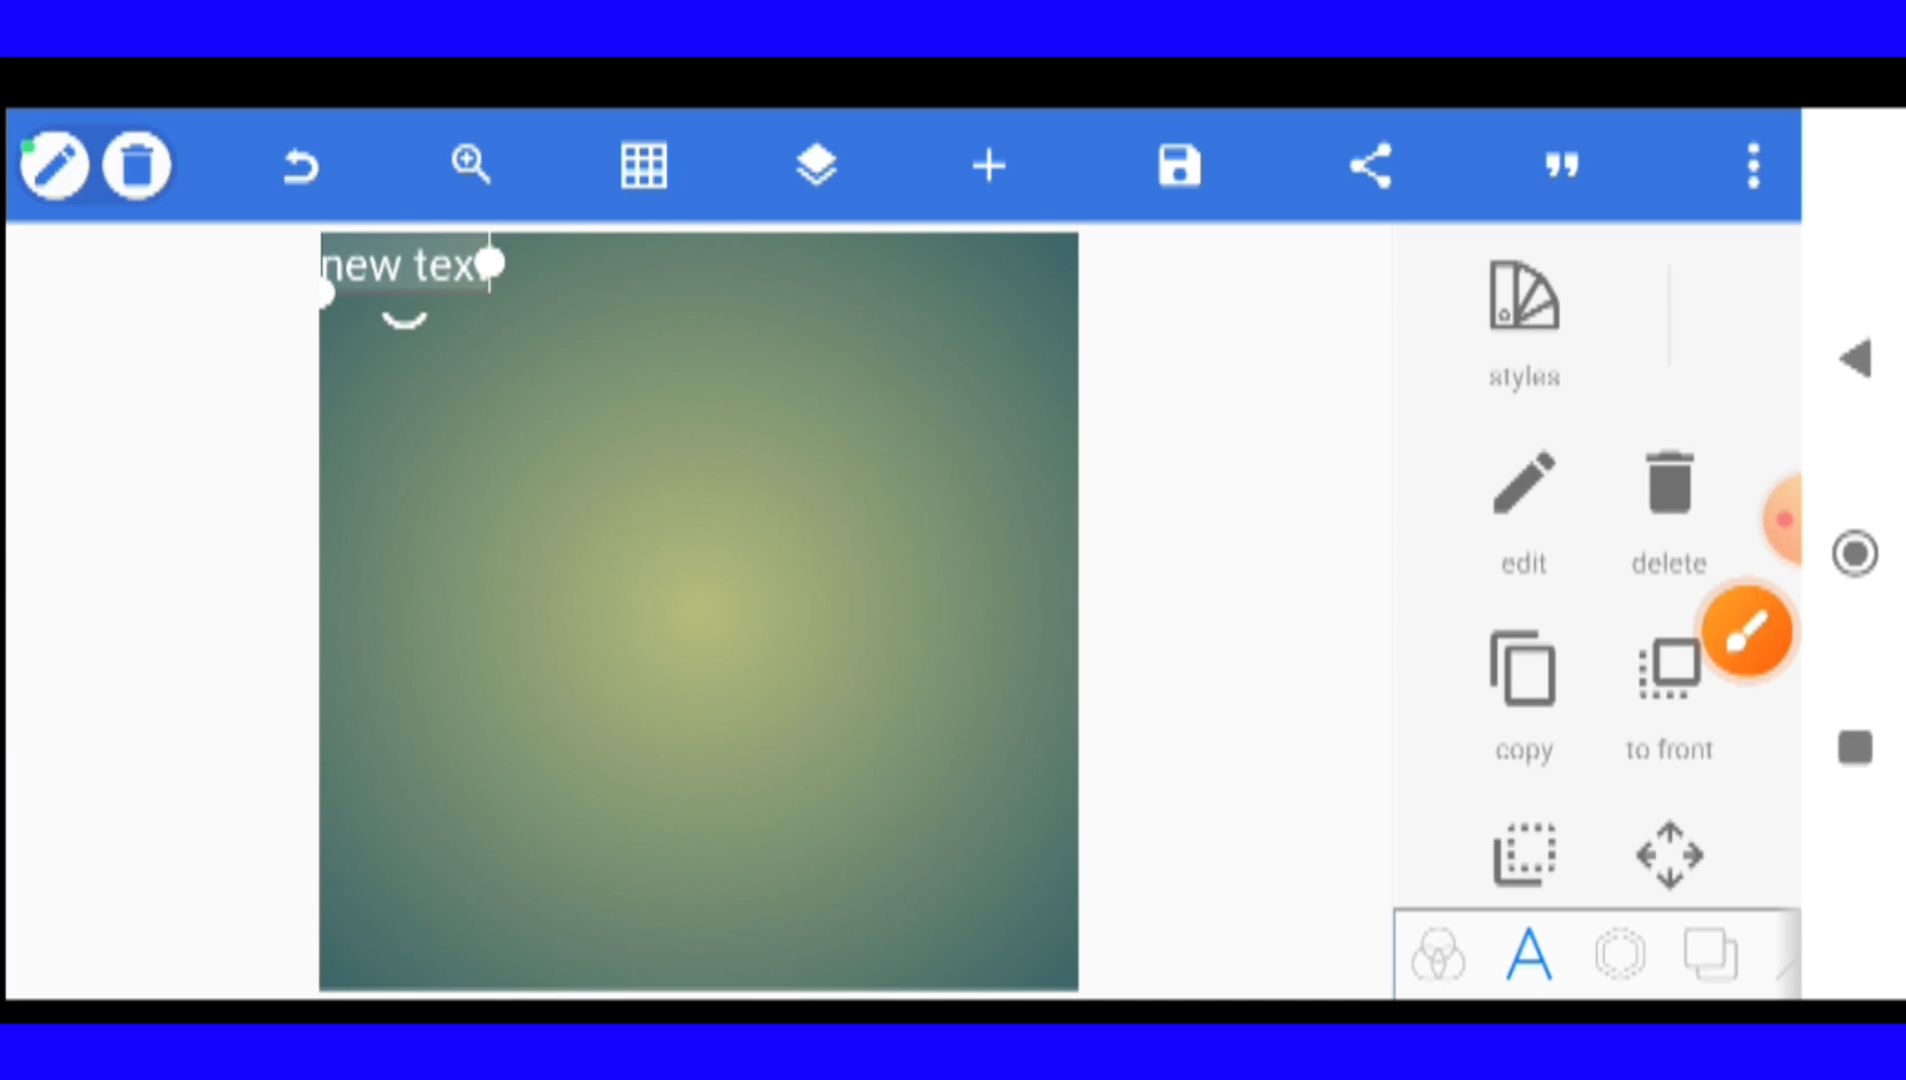 new tex
styles
edit
delete
copy
to front
A